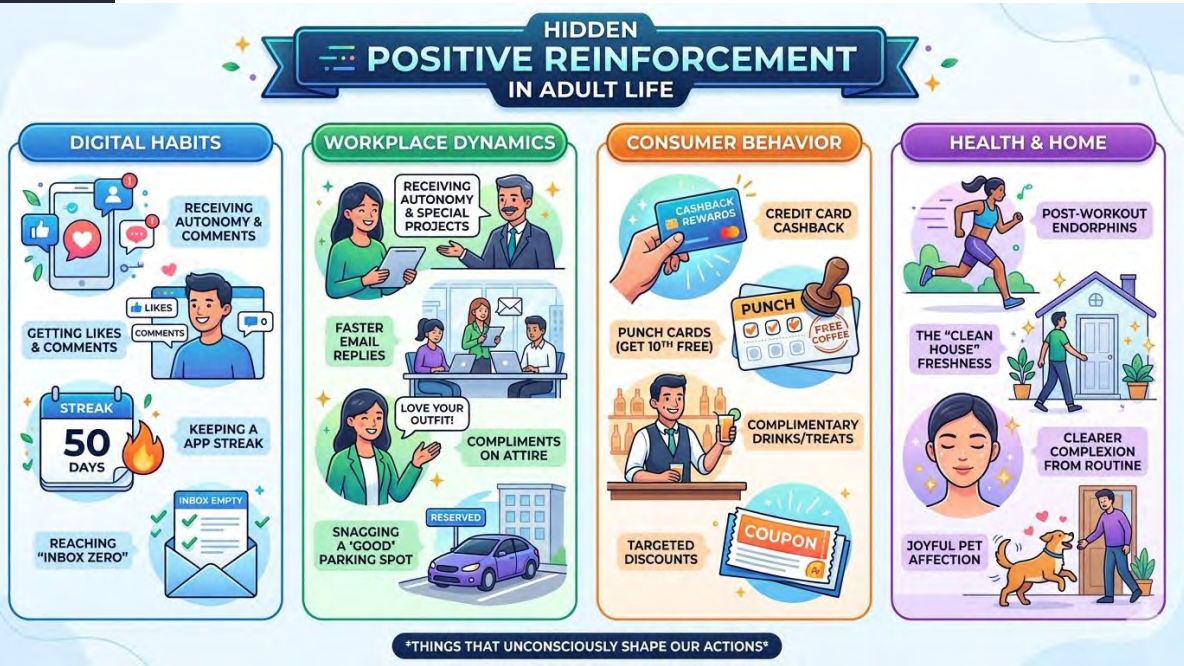 HIDDEN
POSITIVE REINFORCEMENT
IN ADULT LIFE
DIGITAL HABITS
1
1
RECEIVING
AUTONOMY &
COMMENTS
GETTING LIKES
& COMMENTS
LIKES
COMMENTS
0
STREAK
50
DAYS
KEEPING A
APP STREAK
REACHING
"INBOX ZERO"
INBOX EMPTY
WORKPLACE DYNAMICS
RECEIVING
AUTONOMY
& SPECIAL
PROJECTS
FASTER
EMAIL
REPLIES
LOVE YOUR
OUTFIT!
COMPLIMENTS
ON ATTIRE
SNAGGING
A 'GOOD'
PARKING SPOT
RESERVED
CONSUMER BEHAVIOR
CASHBACK
REWARDS
CREDIT CARD
CASHBACK
PUNCH CARDS
(GET 10TH FREE)
PUNCH
FREE
COFFEE
COMPLIMENTARY
DRINKS/TREATS
TARGETED
DISCOUNTS
COUPON
HEALTH & HOME
POST-WORKOUT
ENDORPHINS
THE "CLEAN
HOUSE"
FRESHNESS
CLEARER
COMPLEXION
FROM ROUTINE
JOYFUL PET
AFFECTION
*THINGS THAT UNCONSCIOUSLY SHAPE OUR ACTIONS*